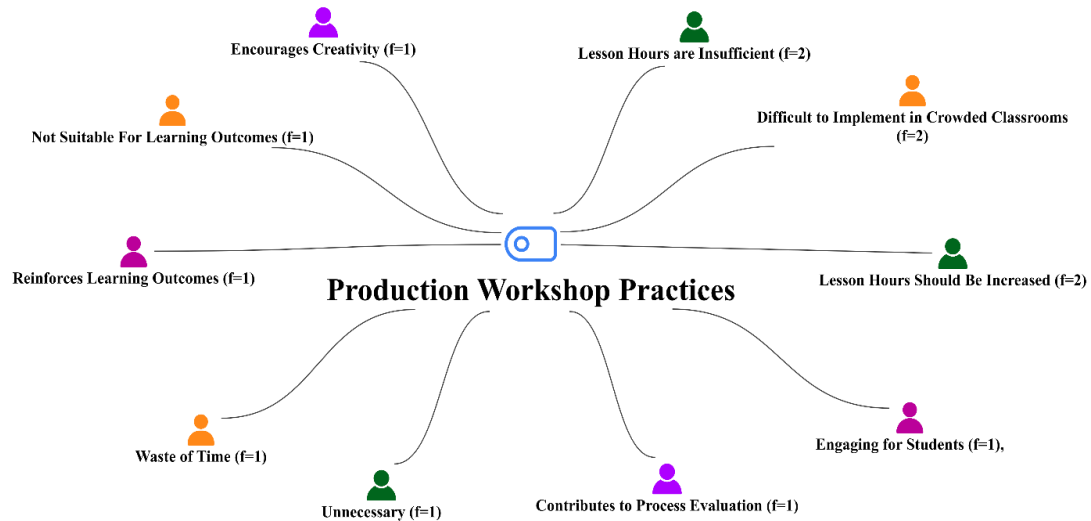 Encourages Creativity (f=1)
Lesson Hours are Insufficient (f=2)
Not Suitable For Learning Outcomes (f=1)
Difficult to Implement in Crowded Classrooms
(f=2)
Reinforces Learning Outcomes (f=1)
Lesson Hours Should Be Increased (f=2)
Production Workshop Practices
Waste of Time (f=1)
Engaging for Students (f=1),
Unnecessary (f=1)
Contributes to Process Evaluation (f=1)